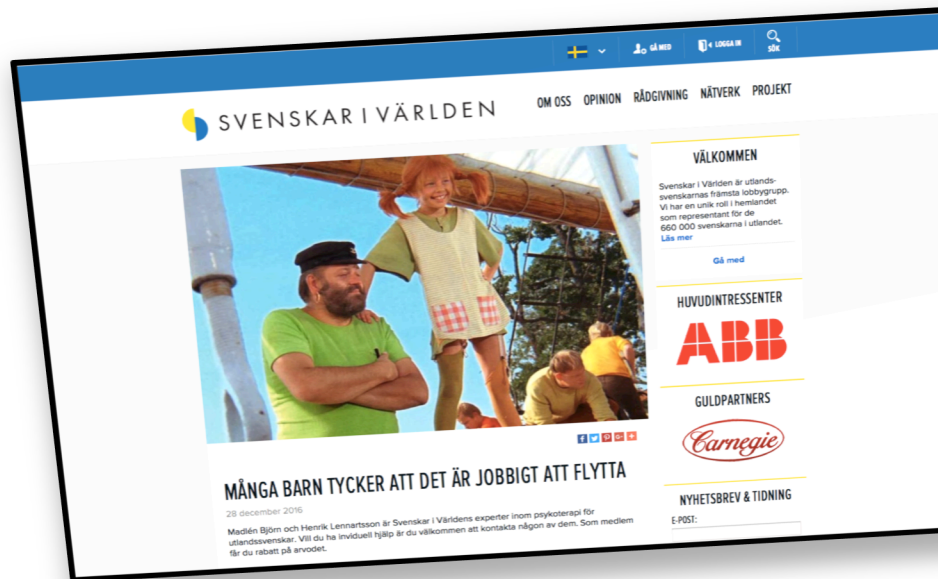 GÅ MED
LOGGA IN
SÖK
SVENSKAR I VÄRLDEN
OM OSS OPINION RÅDGIVNING NÄTVERK PROJEKT
VÄLKOMMEN
Svenskar i Världen är utlands-
svenskarnas främsta lobbygrupp.
Vi har en unik roll i hemlandet
som representant för de
660 000 svenskarna i utlandet.
Läs mer
Gå med
HUVUDINTRESSENTER
ABB
GULDPARTNERS
Carnegie
NYHETSBREV & TIDNING
E-POST:
MÅNGA BARN TYCKER ATT DET ÄR JOBBIGT ATT FLYTTA
28 december 2016
Madlén Björn och Henrik Lennartsson är Svenskar i Världens experter inom psykoterapi för
utlandssvenskar. Vill du ha inviduell hjälp är du välkommen att kontakta någon av dem. Som medlem
får du rabatt på arvodet.